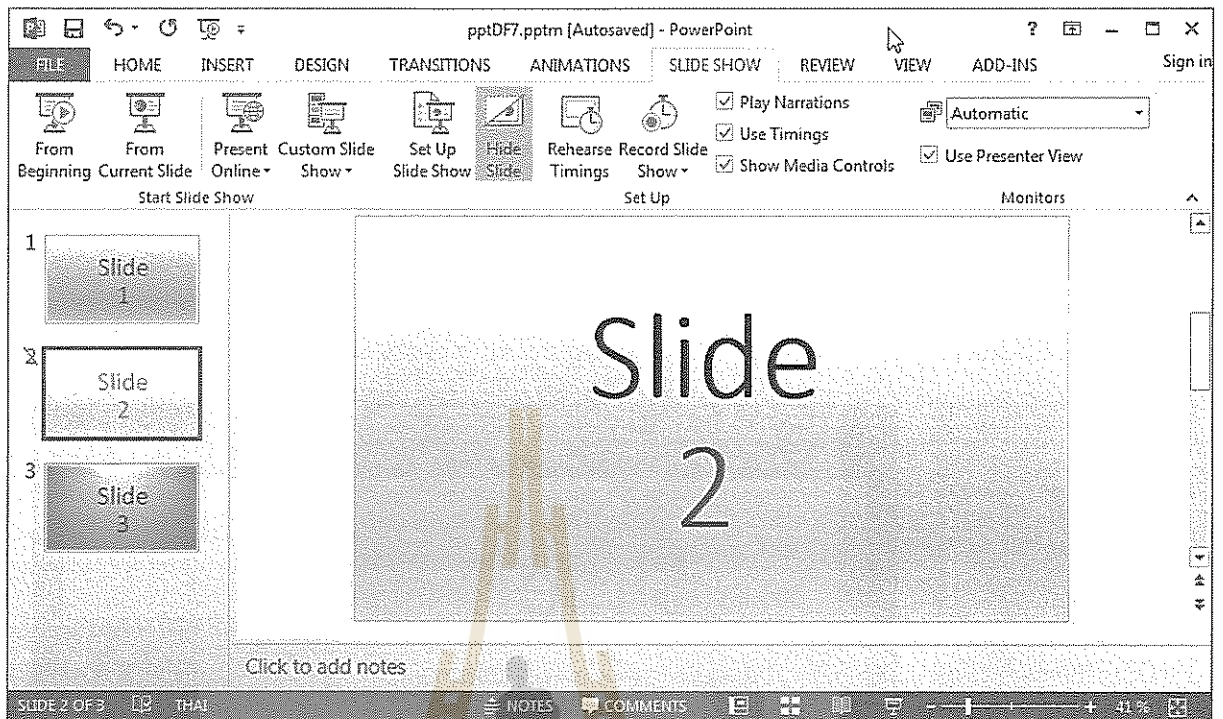 pptDF7.pptm [Autosaved] - PowerPoint
?
FILE HOME INSERT DESIGN TRANSITIONS ANIMATIONS SLIDE SHOW REVIEW VIEW ADD-INS Sign in
From Beginning
From Current Slide
Present Online
Custom Slide Show
Set Up Slide Show
Hide Slide
Rehearse Timings
Record Slide Show
Play Narrations
Use Timings
Show Media Controls
Automatic
Use Presenter View
Start Slide Show
Set Up
Monitors
1
Slide
1
2
Slide
2
3
Slide
3
Slide
2
Click to add notes
SLIDE 2 OF 3 THAI NOTES COMMENTS 41 %